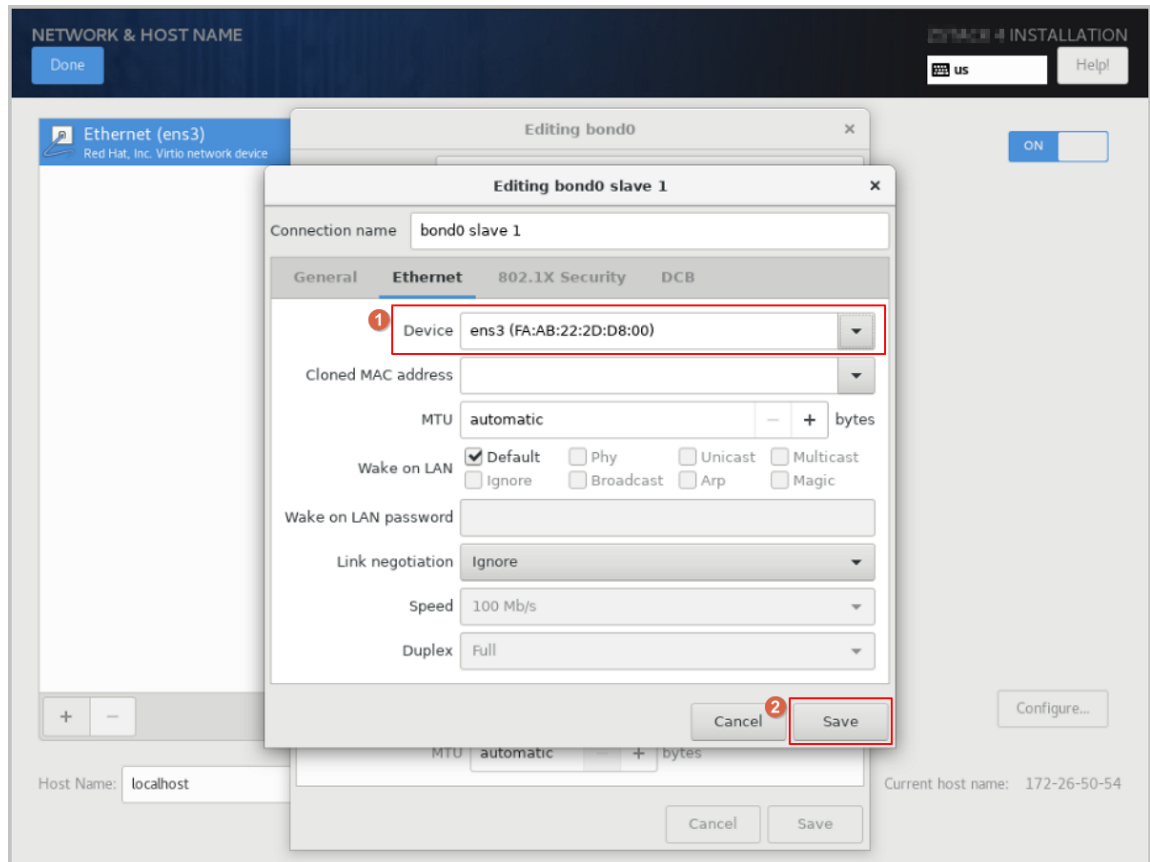 NETWORK & HOST NAME
INSTALLATION
Done
us
Help!
Ethernet (ens3)
Red Hat, Inc. Virtio network device
Editing bond0
ON
Editing bond0 slave 1
Connection name
bond0 slave 1
General
Ethernet
802.1X Security
DCB
1
Device
ens3 (FA:AB:22:2D:D8:00)
Cloned MAC address
MTU
automatic
bytes
Wake on LAN
Default
Phy
Unicast
Multicast
Ignore
Broadcast
Arp
Magic
Wake on LAN password
Link negotiation
Ignore
Speed
100 Mb/s
Duplex
Full
2
Cancel
Save
Configure...
MTU
automatic
bytes
Host Name:
localhost
Current host name:
172-26-50-54
Cancel
Save